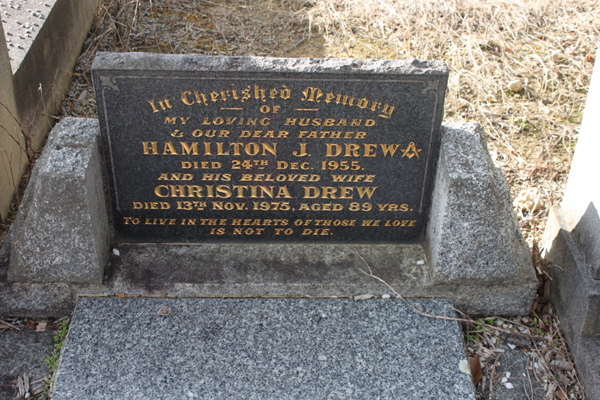 In Cherished Memory
— OF —
MY LOVING HUSBAND
& OUR DEAR FATHER
HAMILTON J. DREW
DIED 24TH DEC. 1955.
AND HIS BELOVED WIFE
CHRISTINA DREW
DIED 13TH NOV. 1975, AGED 89 YRS.
TO LIVE IN THE HEARTS OF THOSE WE LOVE
IS NOT TO DIE.